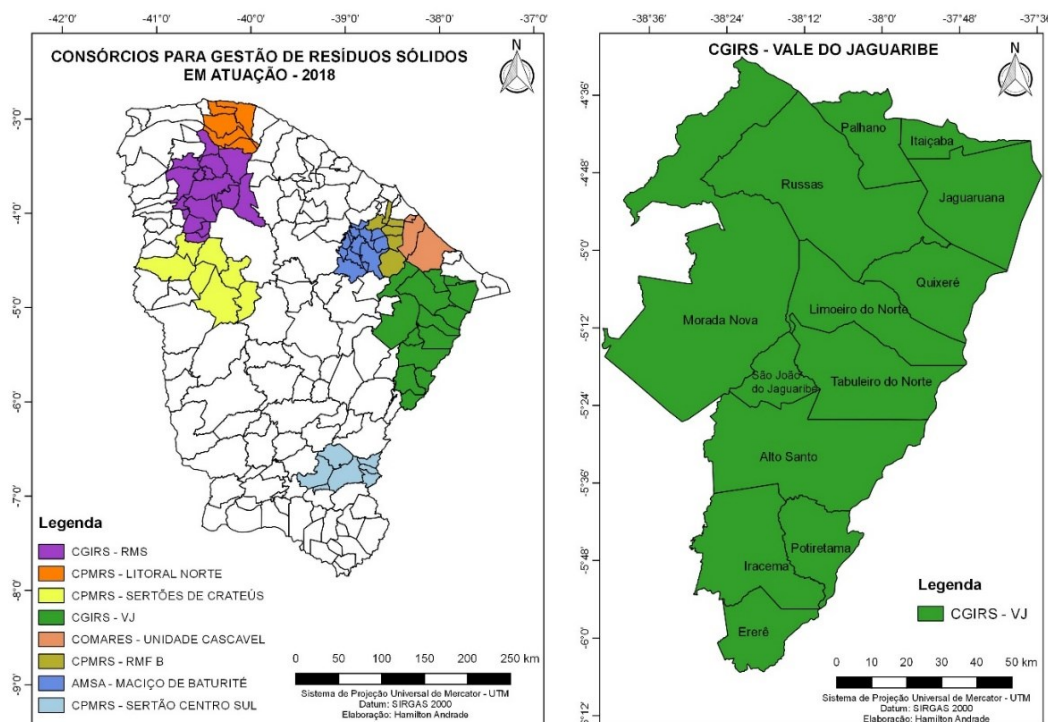 -42°0' -41°0' -40°0' -39°0' -38°0' -37°0'
CONSÓRCIOS PARA GESTÃO DE RESÍDUOS SÓLIDOS
EM ATUAÇÃO - 2018
N
-3°0'
-4°0'
-5°0'
-6°0'
-7°0'
-8°0'
-9°0'
Legenda
CGIRS - RMS
CPMRS - LITORAL NORTE
CPMRS - SERTÕES DE CRATEÚS
CGIRS - VJ
COMARES - UNIDADE CASCAVEL
CPMRS - RMF B
AMSA - MACIÇO DE BATURITÉ
CPMRS - SERTÃO CENTRO SUL
0 50 100 150 200 250 km
Sistema de Projeção Universal de Mercator - UTM
Datum: SIRGAS 2000
Elaboração: Hamilton Andrade
-38°36' -38°24' -38°12' -38°0' -37°48' -37°36'
CGIRS - VALE DO JAGUARIBE
N
-4°36'
-4°48'
-5°0'
-5°12'
-5°24'
-5°36'
-5°48'
-6°0'
-6°12'
Palhano
Itaiçaba
Russas
Jaguaruana
Quixerê
Morada Nova
Limoeiro do Norte
São João
do Jaguaribe
Tabuleiro do Norte
Alto Santo
Potiretama
Iracema
Ererê
Legenda
CGIRS - VJ
0 10 20 30 40 50 km
Sistema de Projeção Universal de Mercator - UTM
Datum: SIRGAS 2000
Elaboração: Hamilton Andrade